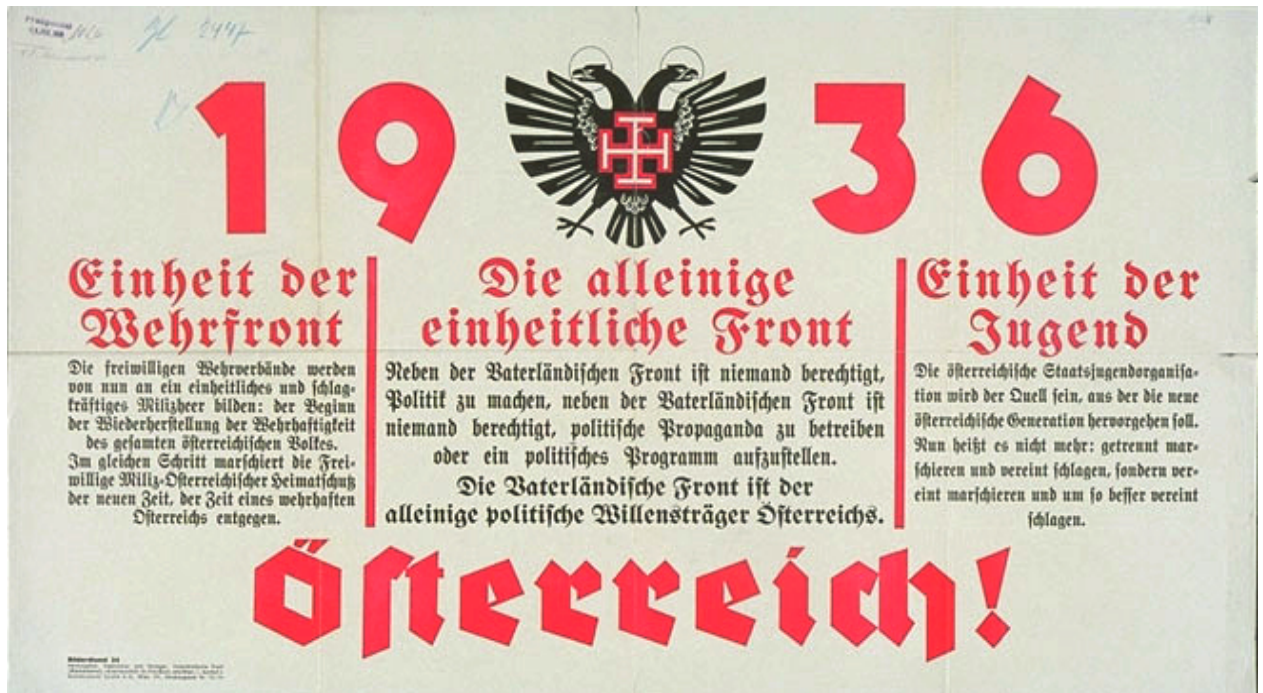 2447
1936
Einheit der
Wehrfront
Die freiwilligen Wehrverbände werden
von nun an ein einheitliches und schlag-
kräftiges Milizheer bilden: der Beginn
der Wiederherstellung der Wehrhaftigkeit
des gesamten österreichischen Volkes.
Im gleichen Schritt marschiert die Frei-
willige Miliz-Österreichischer Heimatschutz
der neuen Zeit, der Zeit eines wehrhaften
Österreichs entgegen.
Die alleinige
einheitliche Front
Neben der Vaterländischen Front ist niemand berechtigt,
Politik zu machen, neben der Vaterländischen Front ist
niemand berechtigt, politische Propaganda zu betreiben
oder ein politisches Programm aufzustellen.
Die Vaterländische Front ist der
alleinige politische Willensträger Österreichs.
Einheit der
Jugend
Die österreichische Staatsjugendorganisa-
tion wird der Quell sein, aus der die neue
österreichische Generation hervorgehen soll.
Nun heißt es nicht mehr: getrennt mar-
schieren und vereint schlagen, sondern ver-
eint marschieren und um so besser vereint
schlagen.
Österreich!
Bilderdienst